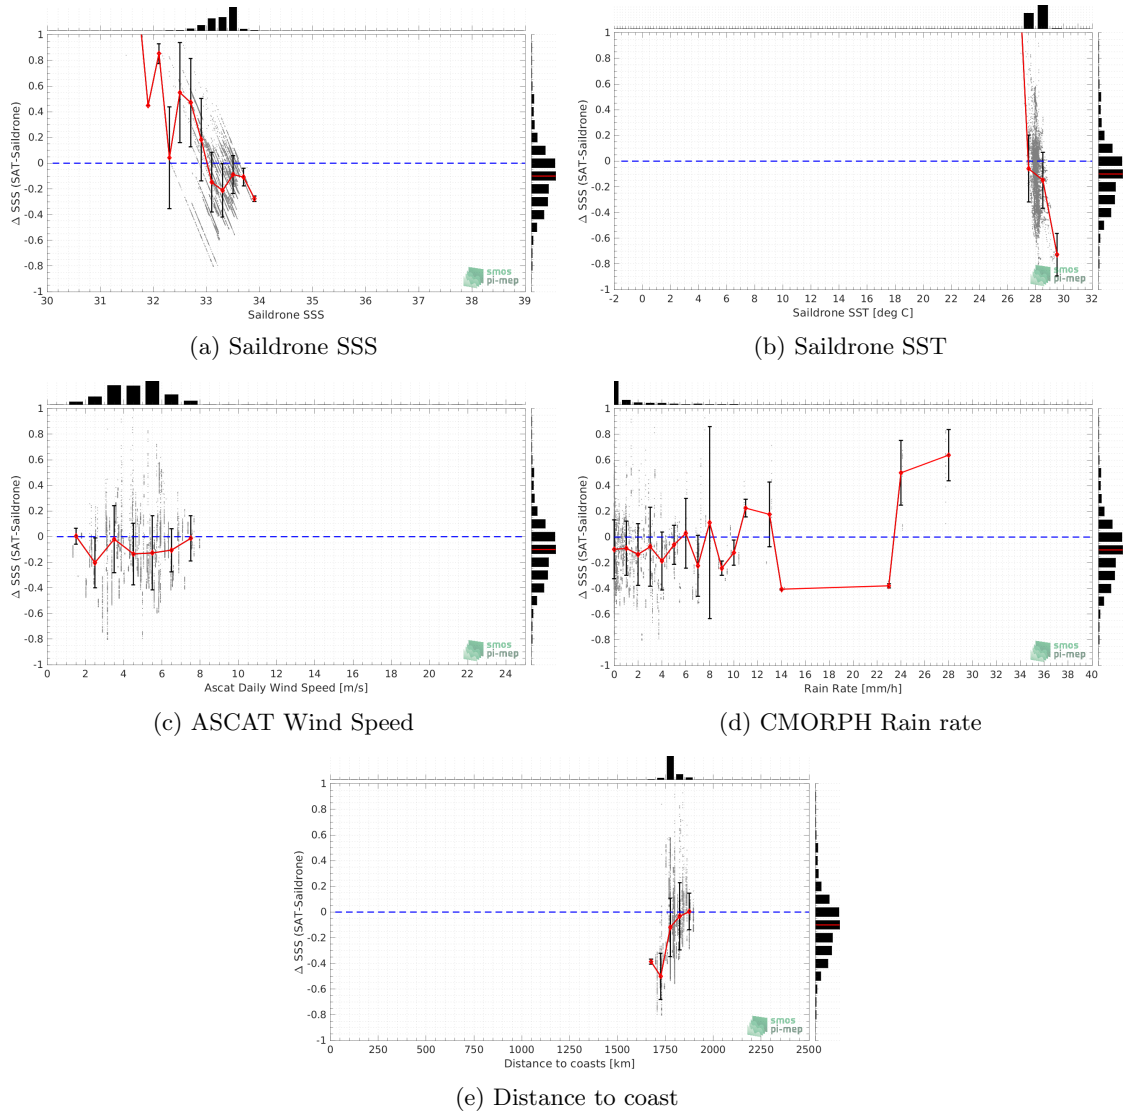 1
0.8
0.6
0.4
0.2
0
-0.2
-0.4
-0.6
-0.8
-1
Δ SSS (SAT-Saildrone)
30 31 32 33 34 35 36 37 38 39
Saildrone SSS
smos
pi-mep
(a) Saildrone SSS
1
0.8
0.6
0.4
0.2
0
-0.2
-0.4
-0.6
-0.8
-1
Δ SSS (SAT-Saildrone)
-2 0 2 4 6 8 10 12 14 16 18 20 22 24 26 28 30 32
Saildrone SST [deg C]
smos
pi-mep
(b) Saildrone SST
1
0.8
0.6
0.4
0.2
0
-0.2
-0.4
-0.6
-0.8
-1
Δ SSS (SAT-Saildrone)
0 2 4 6 8 10 12 14 16 18 20 22 24
Ascat Daily Wind Speed [m/s]
smos
pi-mep
(c) ASCAT Wind Speed
1
0.8
0.6
0.4
0.2
0
-0.2
-0.4
-0.6
-0.8
-1
Δ SSS (SAT-Saildrone)
0 2 4 6 8 10 12 14 16 18 20 22 24 26 28 30 32 34 36 38 40
Rain Rate [mm/h]
smos
pi-mep
(d) CMORPH Rain rate
1
0.8
0.6
0.4
0.2
0
-0.2
-0.4
-0.6
-0.8
-1
Δ SSS (SAT-Saildrone)
0 250 500 750 1000 1250 1500 1750 2000 2250 2500
Distance to coasts [km]
smos
pi-mep
(e) Distance to coast